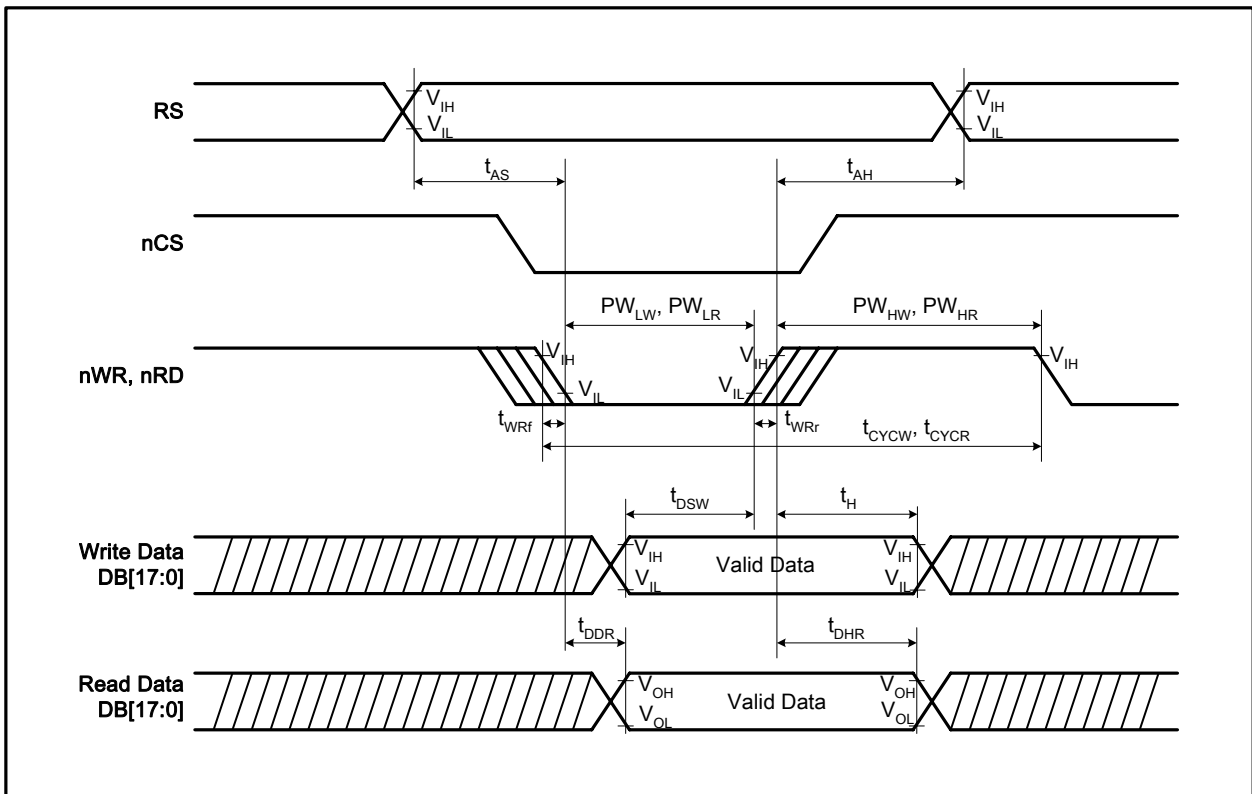 RS
V_IH
V_IL
V_IH
V_IL
t_AS
t_AH
nCS
PW_LW, PW_LR
PW_HW, PW_HR
nWR, nRD
V_IH
V_IL
V_IH
V_IL
V_IH
t_WRf
t_WRr
t_CYCW, t_CYCR
t_DSW
t_H
Write Data
DB[17:0]
V_IH
V_IL
Valid Data
V_IH
V_IL
t_DDR
t_DHR
Read Data
DB[17:0]
V_OH
V_OL
Valid Data
V_OH
V_OL